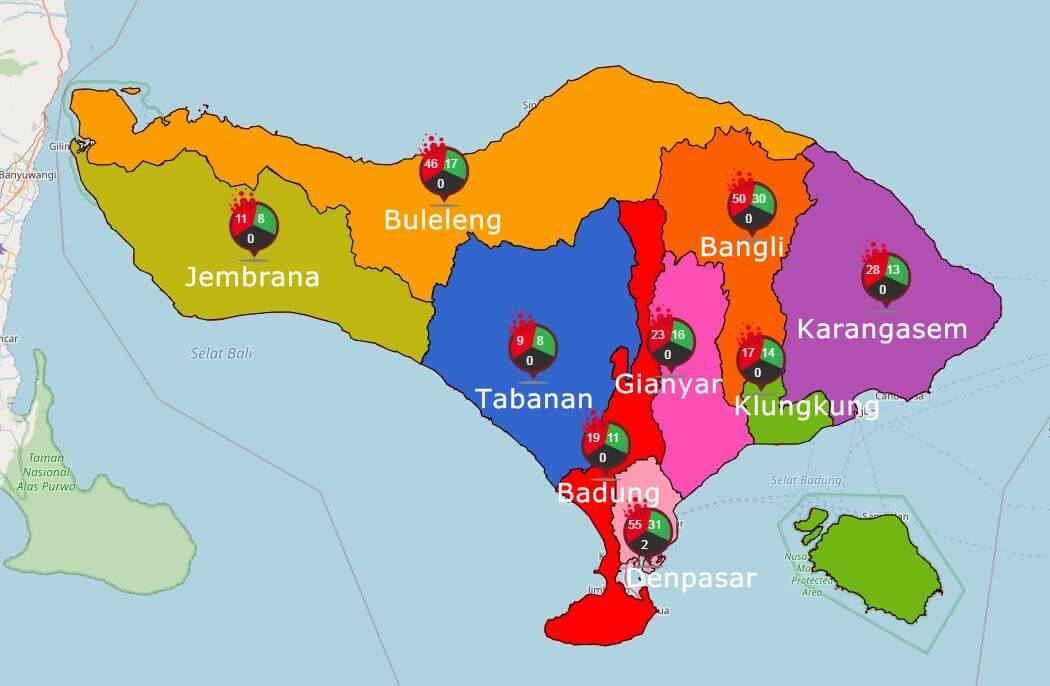 Gilin
Banyuwangi
Sin
46 17
0
Buleleng
11 8
0
Jembrana
50 30
0
Bangli
28 13
0
Karangasem
9 8
0
Tabanan
23 16
0
Gianyar
17 14
0
Klungkung
19 11
0
Badung
55 31
2
Denpasar
Selat Bali
Selat Badung
Taman
Nasional
Alas Purwo
ncar
Nusa
Ma
Protected
Area